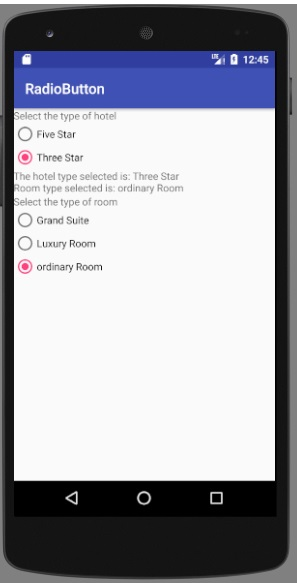 12:45
RadioButton
Select the type of hotel
Five Star
Three Star
The hotel type selected is: Three Star
Room type selected is: ordinary Room
Select the type of room
Grand Suite
Luxury Room
ordinary Room